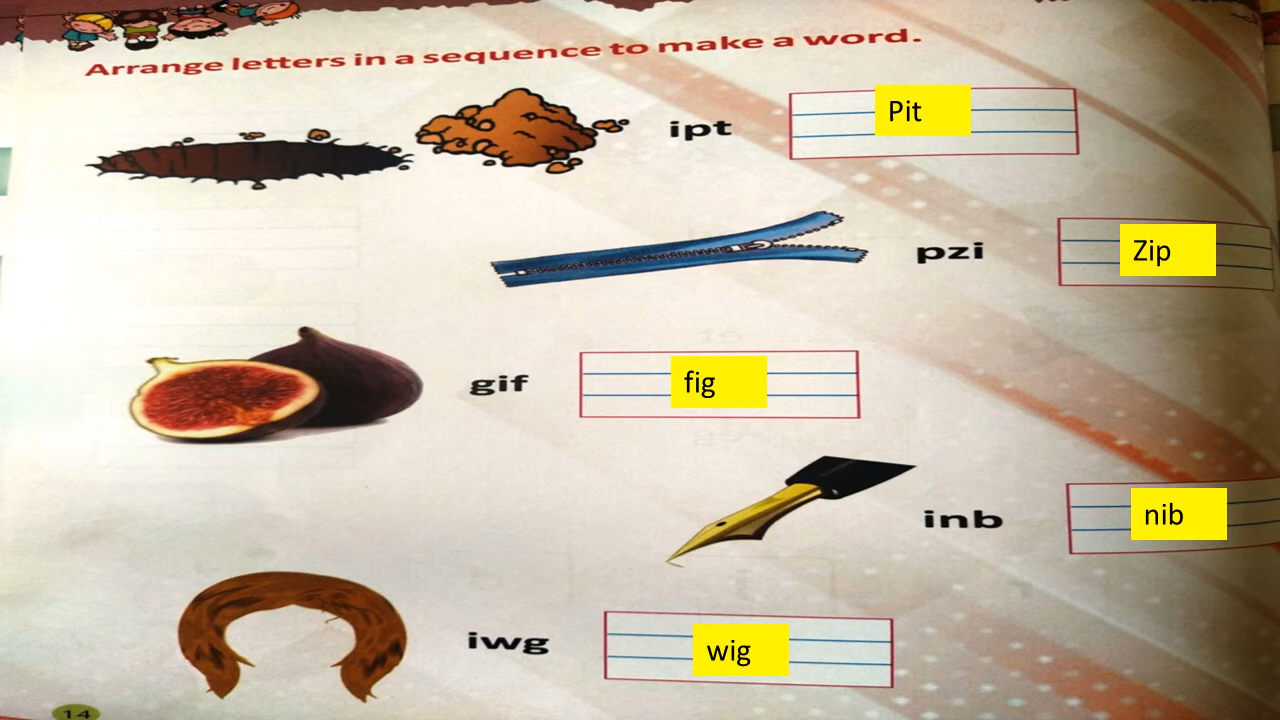 Arrange letters in a sequence to make a word.
ipt Pit
pzi Zip
gif fig
inb nib
iwg wig
14